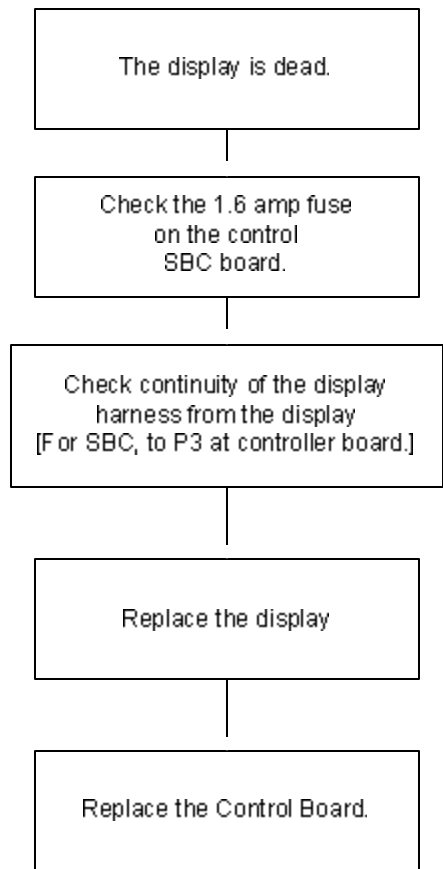 The display is dead.
Check the 1.6 amp fuse
on the control
SBC board.
Check continuity of the display
harness from the display
[For SBC, to P3 at controller board.]
Replace the display
Replace the Control Board.